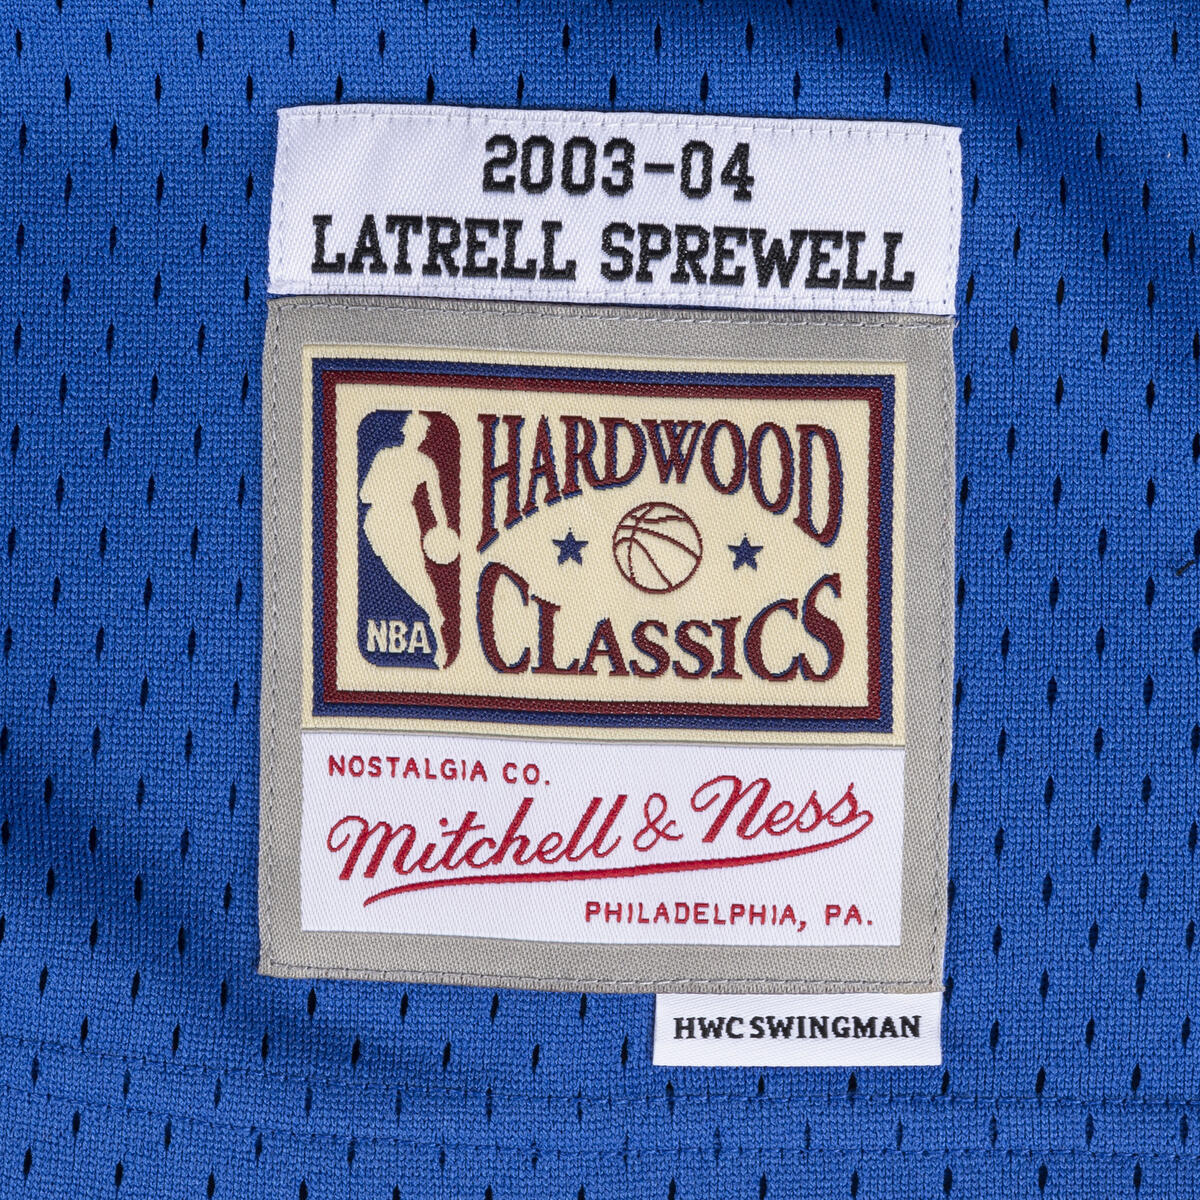 2003-04
LATRELL SPREWELL
HARDWOOD
CLASSICS
NBA
NOSTALGIA CO.
Mitchell & Ness
PHILADELPHIA, PA.
HWC SWINGMAN